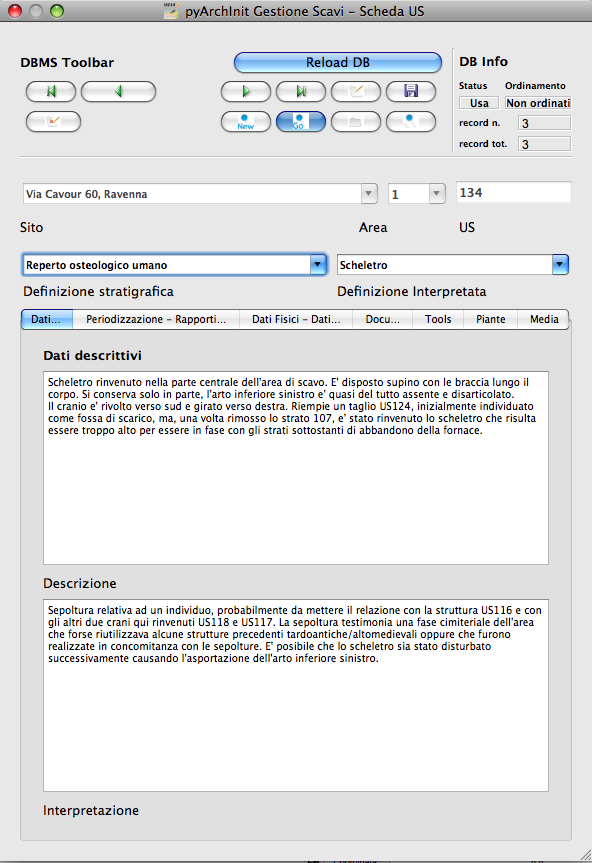 pyArchInit Gestione Scavi – Scheda US
DBMS Toolbar
Reload DB
DB Info
Status
Ordinamento
Usa
Non ordinati
New
Go
record n.
3
record tot.
3
Via Cavour 60, Ravenna
1
134
Sito
Area
US
Reperto osteologico umano
Scheletro
Definizione stratigrafica
Definizione Interpretata
Dati...
Periodizzazione – Rapporti...
Dati Fisici – Dati...
Docu...
Tools
Piante
Media
Dati descrittivi
Scheletro rinvenuto nella parte centrale dell'area di scavo. E' disposto supino con le braccia lungo il
corpo. Si conserva solo in parte, l'arto inferiore sinistro e' quasi del tutto assente e disarticolato.
Il cranio e' rivolto verso sud e girato verso destra. Riempie un taglio US124, inizialmente individuato
come fossa di scarico, ma, una volta rimosso lo strato 107, e' stato rinvenuto lo scheletro che risulta
essere troppo alto per essere in fase con gli strati sottostanti di abbandono della fornace.
Descrizione
Sepoltura relativa ad un individuo, probabilmente da mettere il relazione con la struttura US116 e con
gli altri due crani qui rinvenuti US118 e US117. La sepoltura testimonia una fase cimiteriale dell'area
che forse riutilizzava alcune strutture precedenti tardoantiche/altomedievali oppure che furono
realizzate in concomitanza con le sepolture. E' posibile che lo scheletro sia stato disturbato
successivamente causando l'asportazione dell'arto inferiore sinistro.
Interpretazione